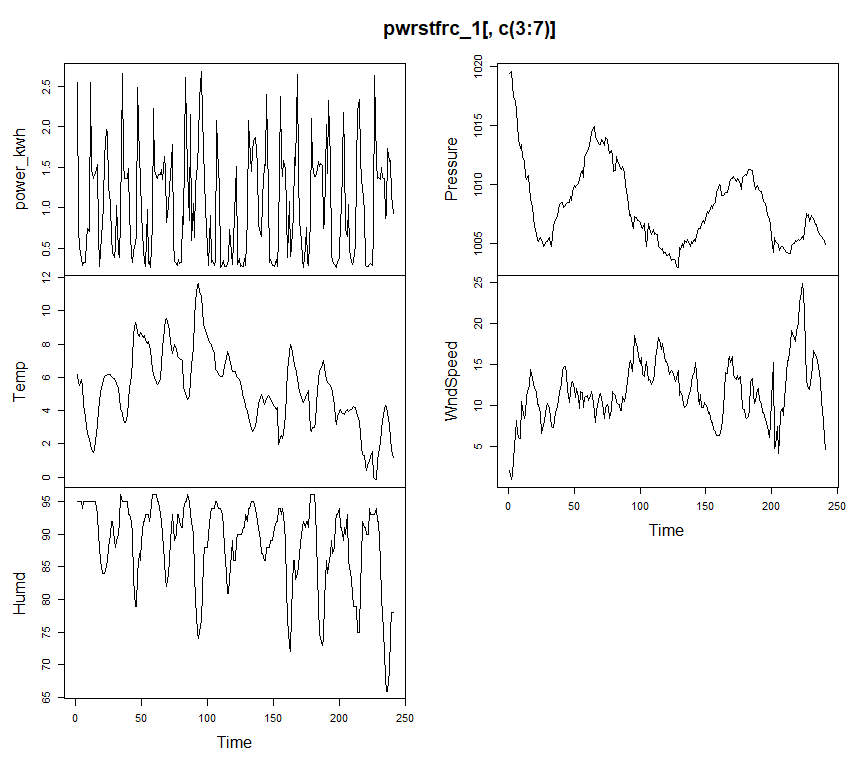 pwrstfrc_1[, c(3:7)]
power_kwh
0.5 1.0 1.5 2.0 2.5
Temp
0 2 4 6 8 10 12
Humd
65 70 75 80 85 90 95
0 50 100 150 200 250
Time
Pressure
1005 1010 1015 1020
WndSpeed
5 10 15 20 25
0 50 100 150 200 250
Time